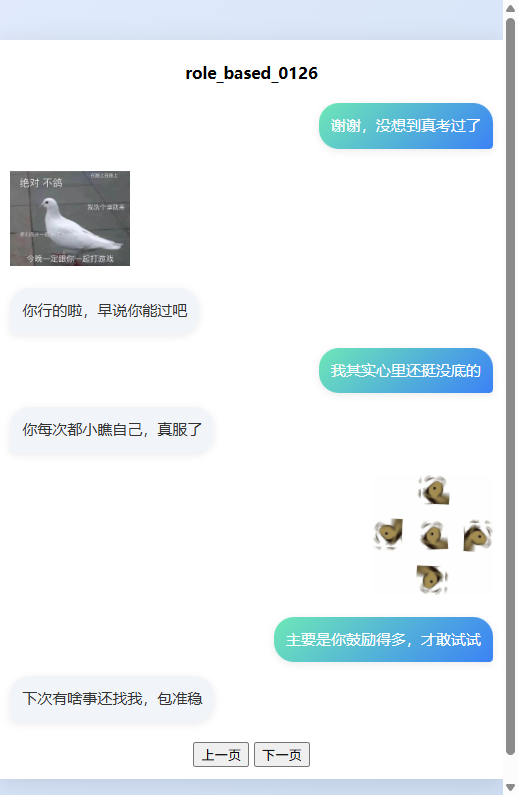 role_based_0126
谢谢，没想到真考过了
绝对 不鸽
今晚一定跟你一起打游戏
你行的啦，早说你能过吧
我其实心里还挺没底的
你每次都小瞧自己，真服了
主要是你鼓励得多，才敢试试
下次有啥事还找我，包准稳
上一页
下一页